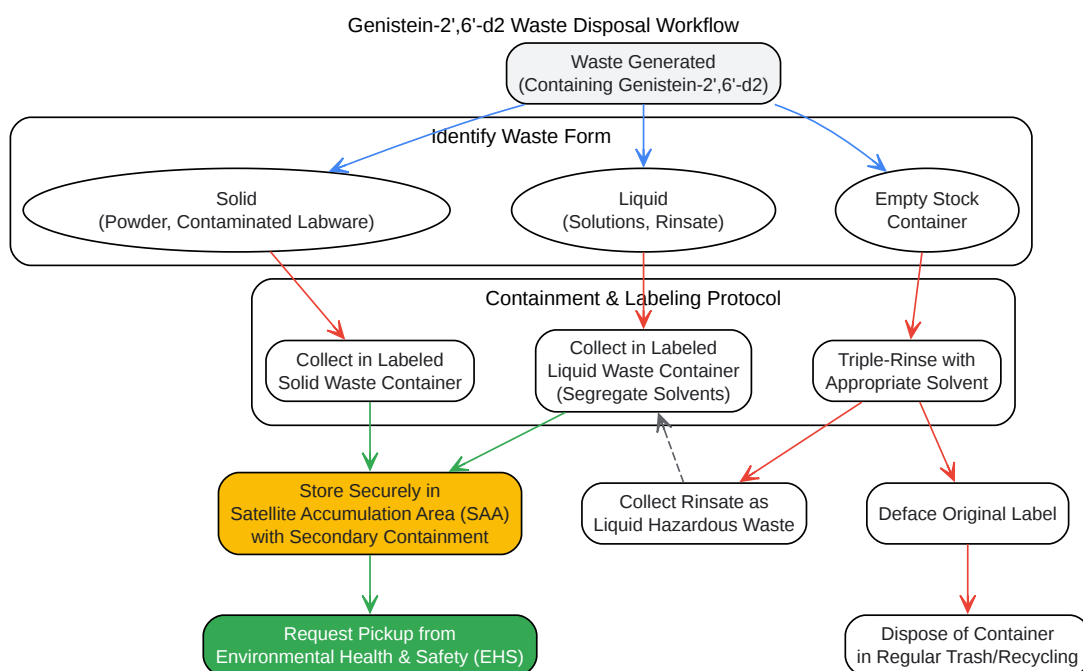 Genistein-2',6'-d2 Waste Disposal Workflow
Waste Generated
(Containing Genistein-2',6'-d2)
Identify Waste Form
Solid
(Powder, Contaminated Labware)
Liquid
(Solutions, Rinsate)
Empty Stock
Container
Containment & Labeling Protocol
Collect in Labeled
Solid Waste Container
Collect in Labeled
Liquid Waste Container
(Segregate Solvents)
Triple-Rinse with
Appropriate Solvent
Store Securely in
Satellite Accumulation Area (SAA)
with Secondary Containment
Collect Rinsate as
Liquid Hazardous Waste
Deface Original Label
Request Pickup from
Environmental Health & Safety (EHS)
Dispose of Container
in Regular Trash/Recycling